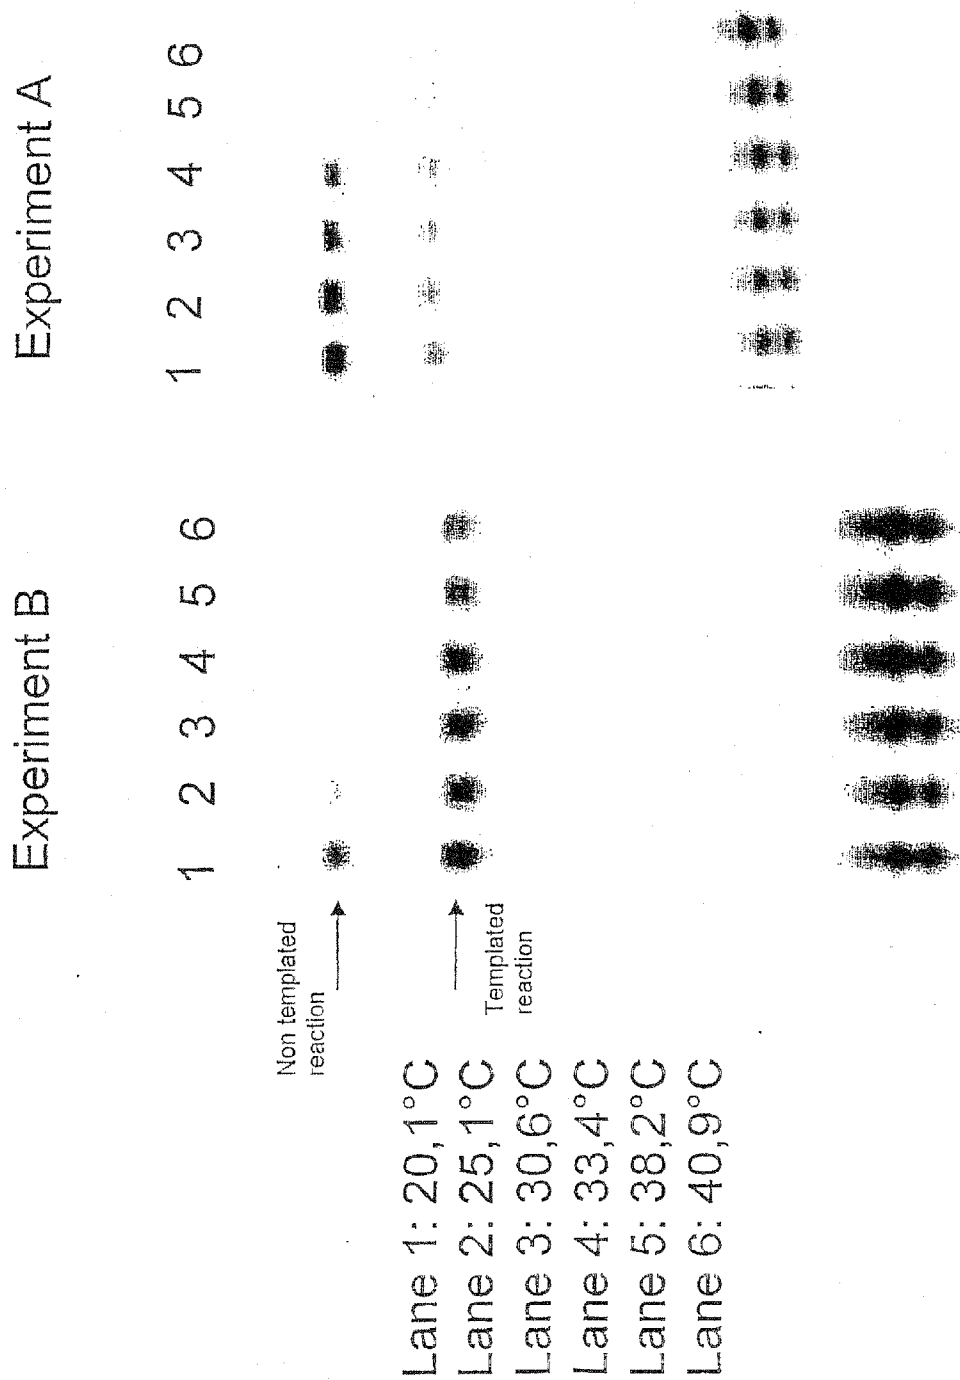 Experiment B
Experiment A
1 2 3 4 5 6
1 2 3 4 5 6
Non templated
reaction
Templated
reaction
Lane 1: 20,1°C
Lane 2: 25,1°C
Lane 3: 30,6°C
Lane 4: 33,4°C
Lane 5: 38,2°C
Lane 6: 40,9°C